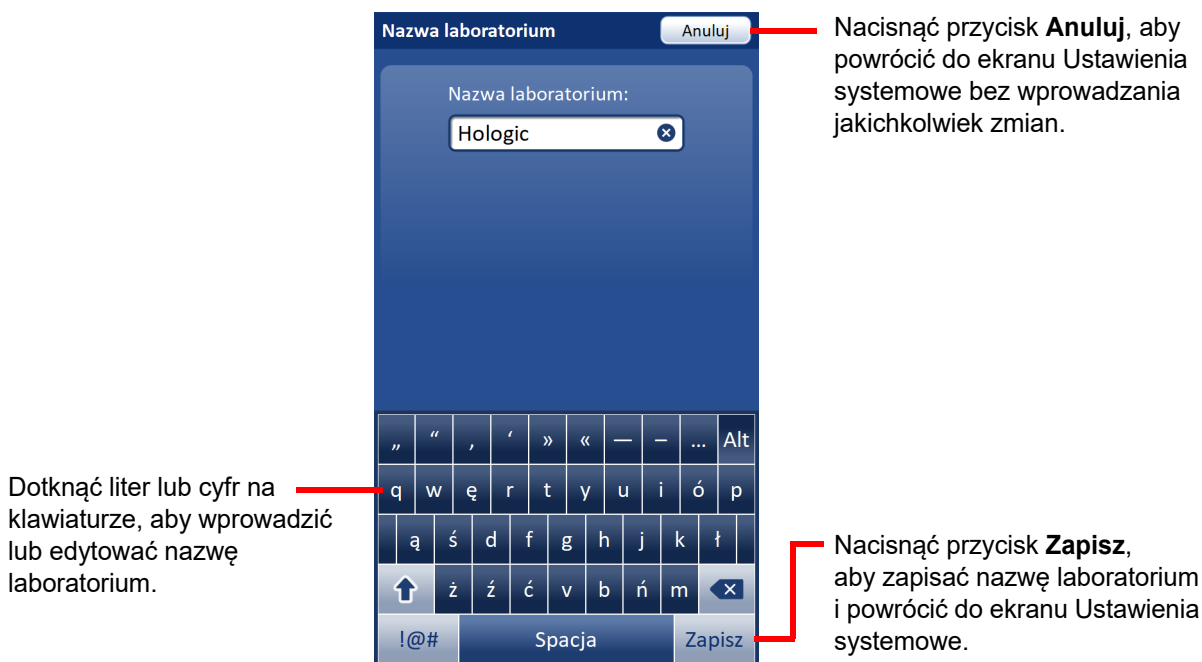 Nazwa laboratorium
Anuluj
Nacisnąć przycisk Anuluj, aby
powrócić do ekranu Ustawienia
systemowe bez wprowadzania
jakichkolwiek zmian.
Nazwa laboratorium:
Hologic
„ “ ‚ ‘ » « — – … Alt
q w ę r t y u i ó p
ą ś d f g h j k ł
ż ź ć v b ń m
!@# Spacja Zapisz
Dotknąć liter lub cyfr na
klawiaturze, aby wprowadzić
lub edytować nazwę
laboratorium.
Nacisnąć przycisk Zapisz,
aby zapisać nazwę laboratorium
i powrócić do ekranu Ustawienia
systemowe.